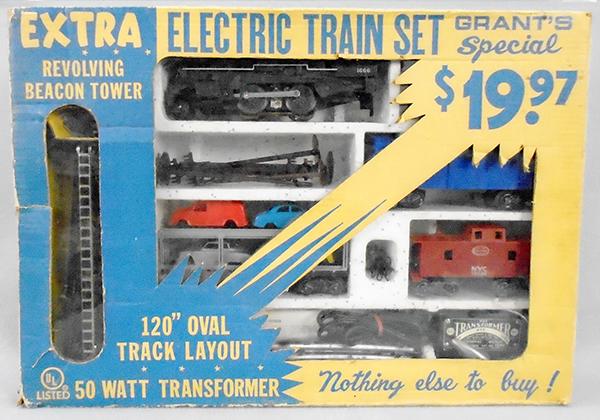 EXTRA
REVOLVING
BEACON TOWER
ELECTRIC TRAIN SET
GRANT'S
Special
$19.97
1666
NYC
TRANSFORMER
120" OVAL
TRACK LAYOUT
UL
LISTED
50 WATT TRANSFORMER
Nothing else to buy!